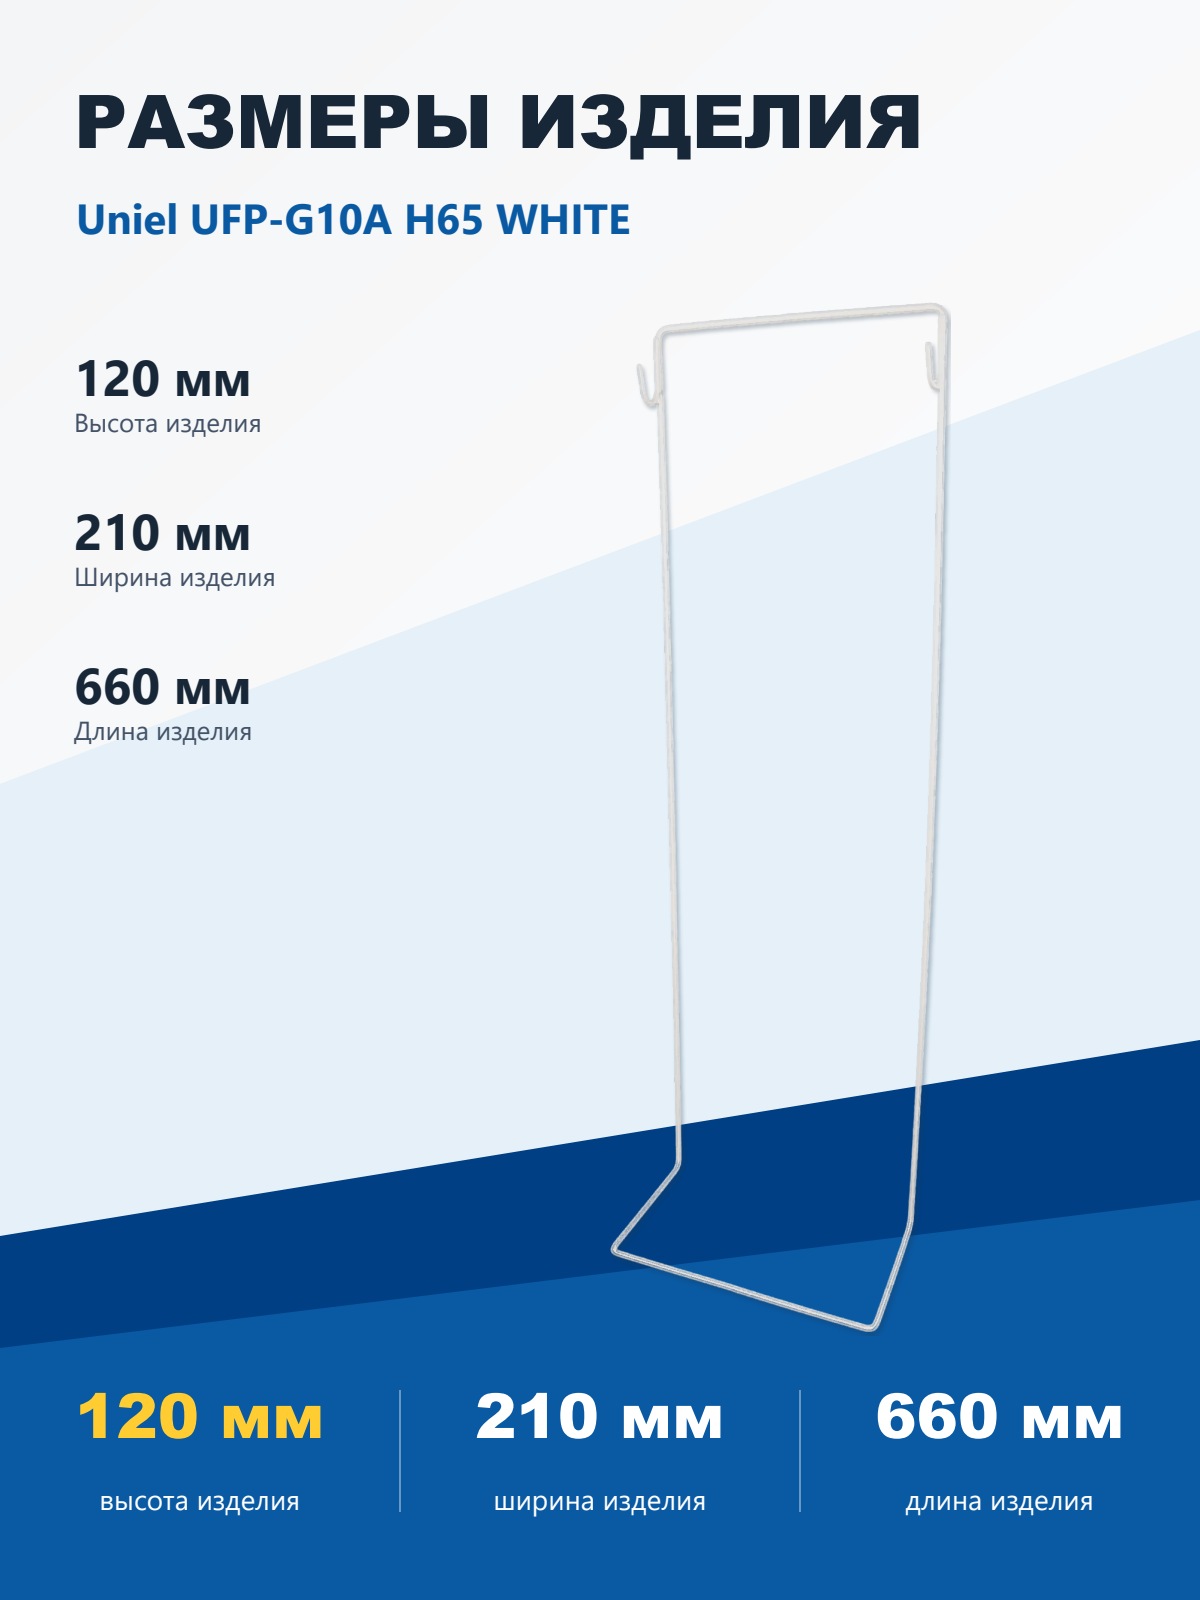 РАЗМЕРЫ ИЗДЕЛИЯ
Uniel UFP-G10A H65 WHITE
120 мм
Высота изделия
210 мм
Ширина изделия
660 мм
Длина изделия
120 мм
210 мм
660 мм
высота изделия
ширина изделия
длина изделия